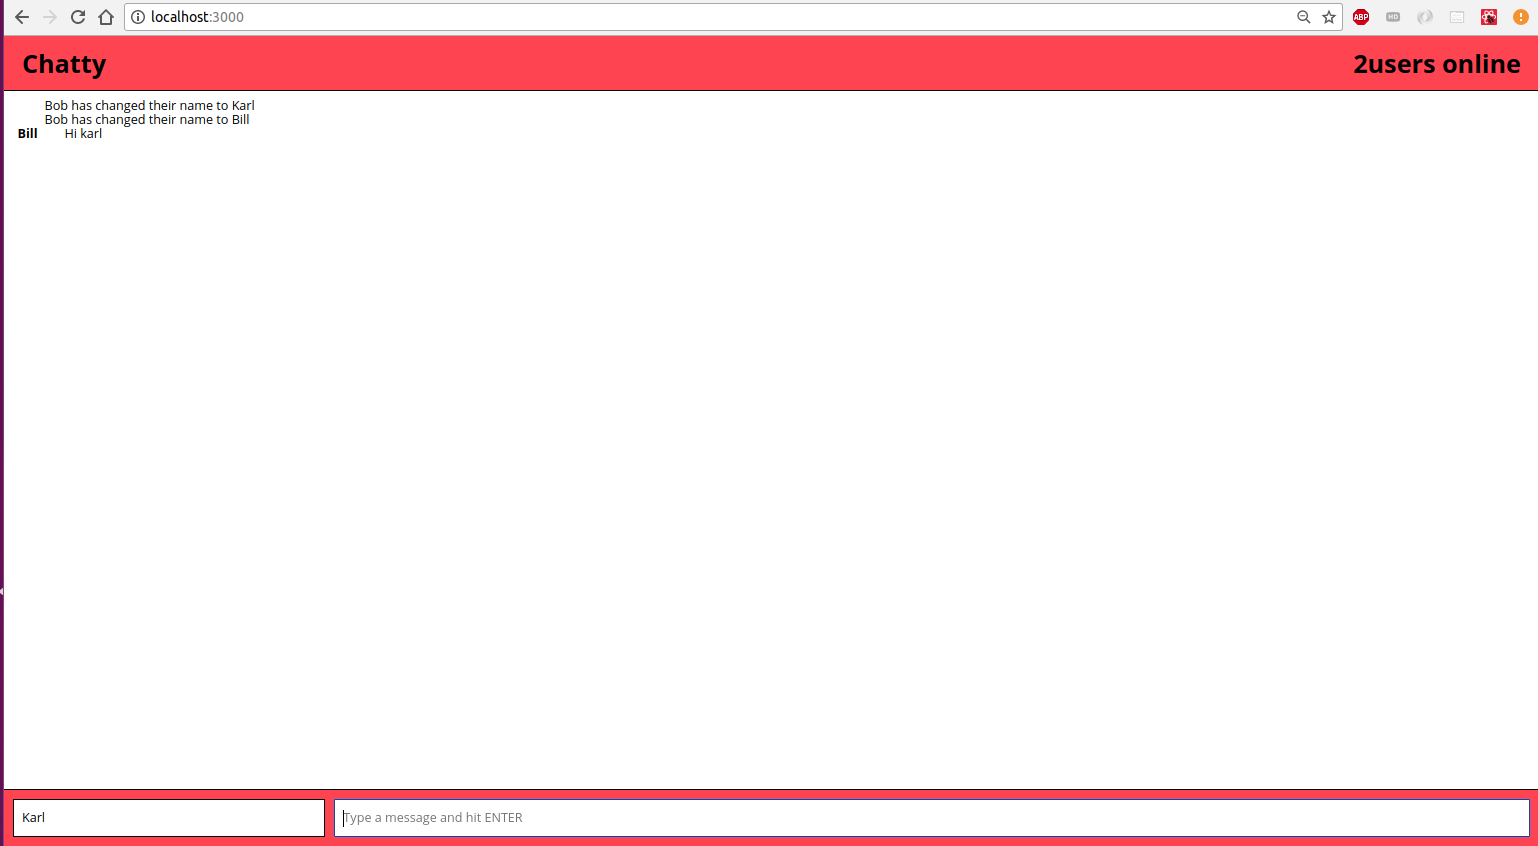 localhost:3000
ABP
HD
Chatty
2users online
Bob has changed their name to Karl
Bob has changed their name to Bill
Bill Hi karl
Karl
Type a message and hit ENTER